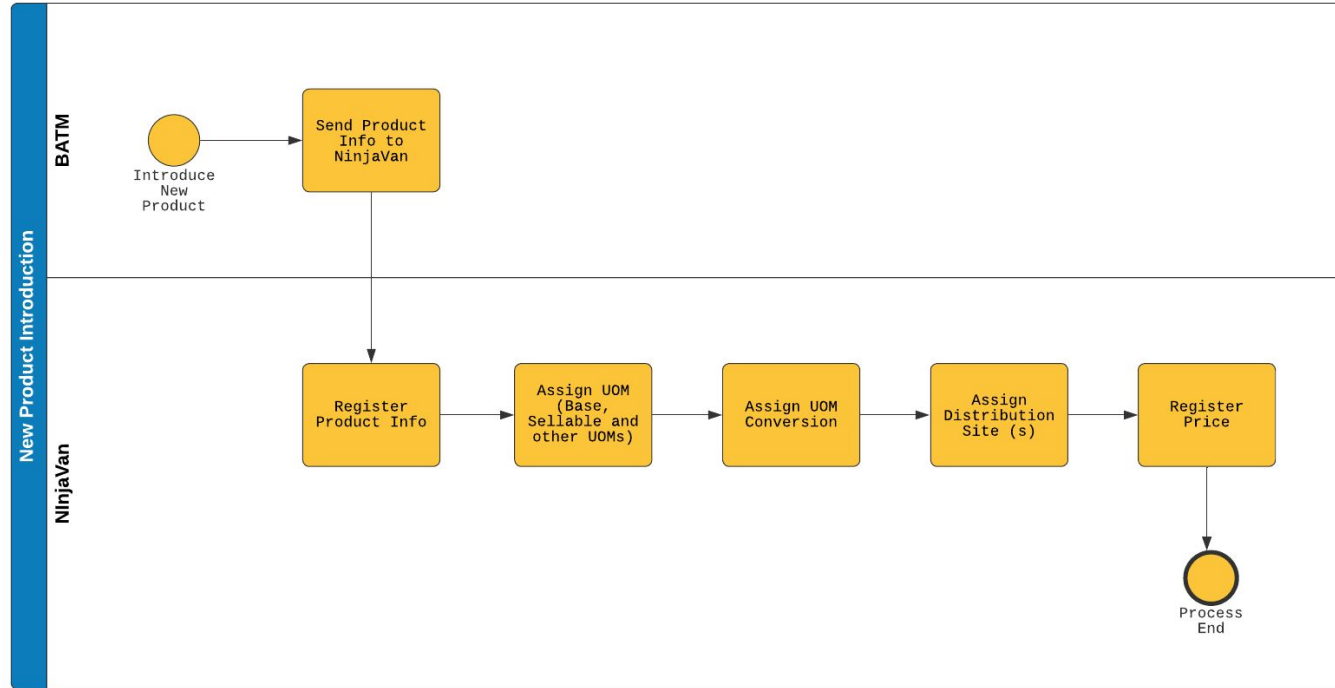 New Product Introduction
BATM
Introduce
New
Product
Send Product
Info to
NinjaVan
NInjaVan
Register
Product Info
Assign UOM
(Base,
Sellable and
other UOMs)
Assign UOM
Conversion
Assign
Distribution
Site (s)
Register
Price
Process
End